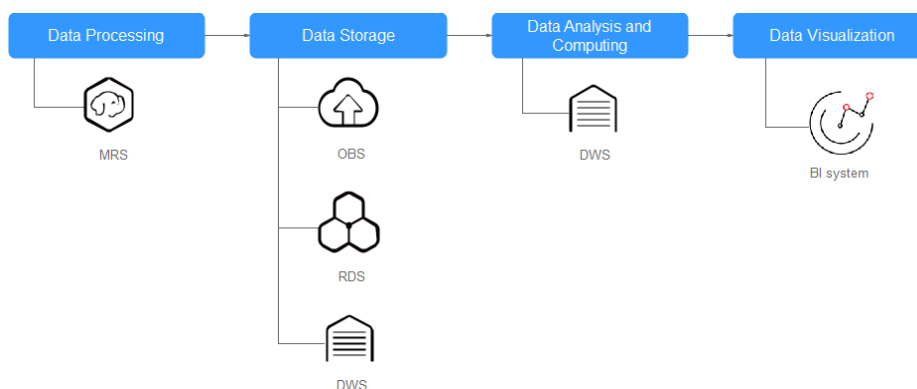 Data Processing
Data Storage
Data Analysis and
Computing
Data Visualization
MRS
OBS
DWS
BI system
RDS
DWS